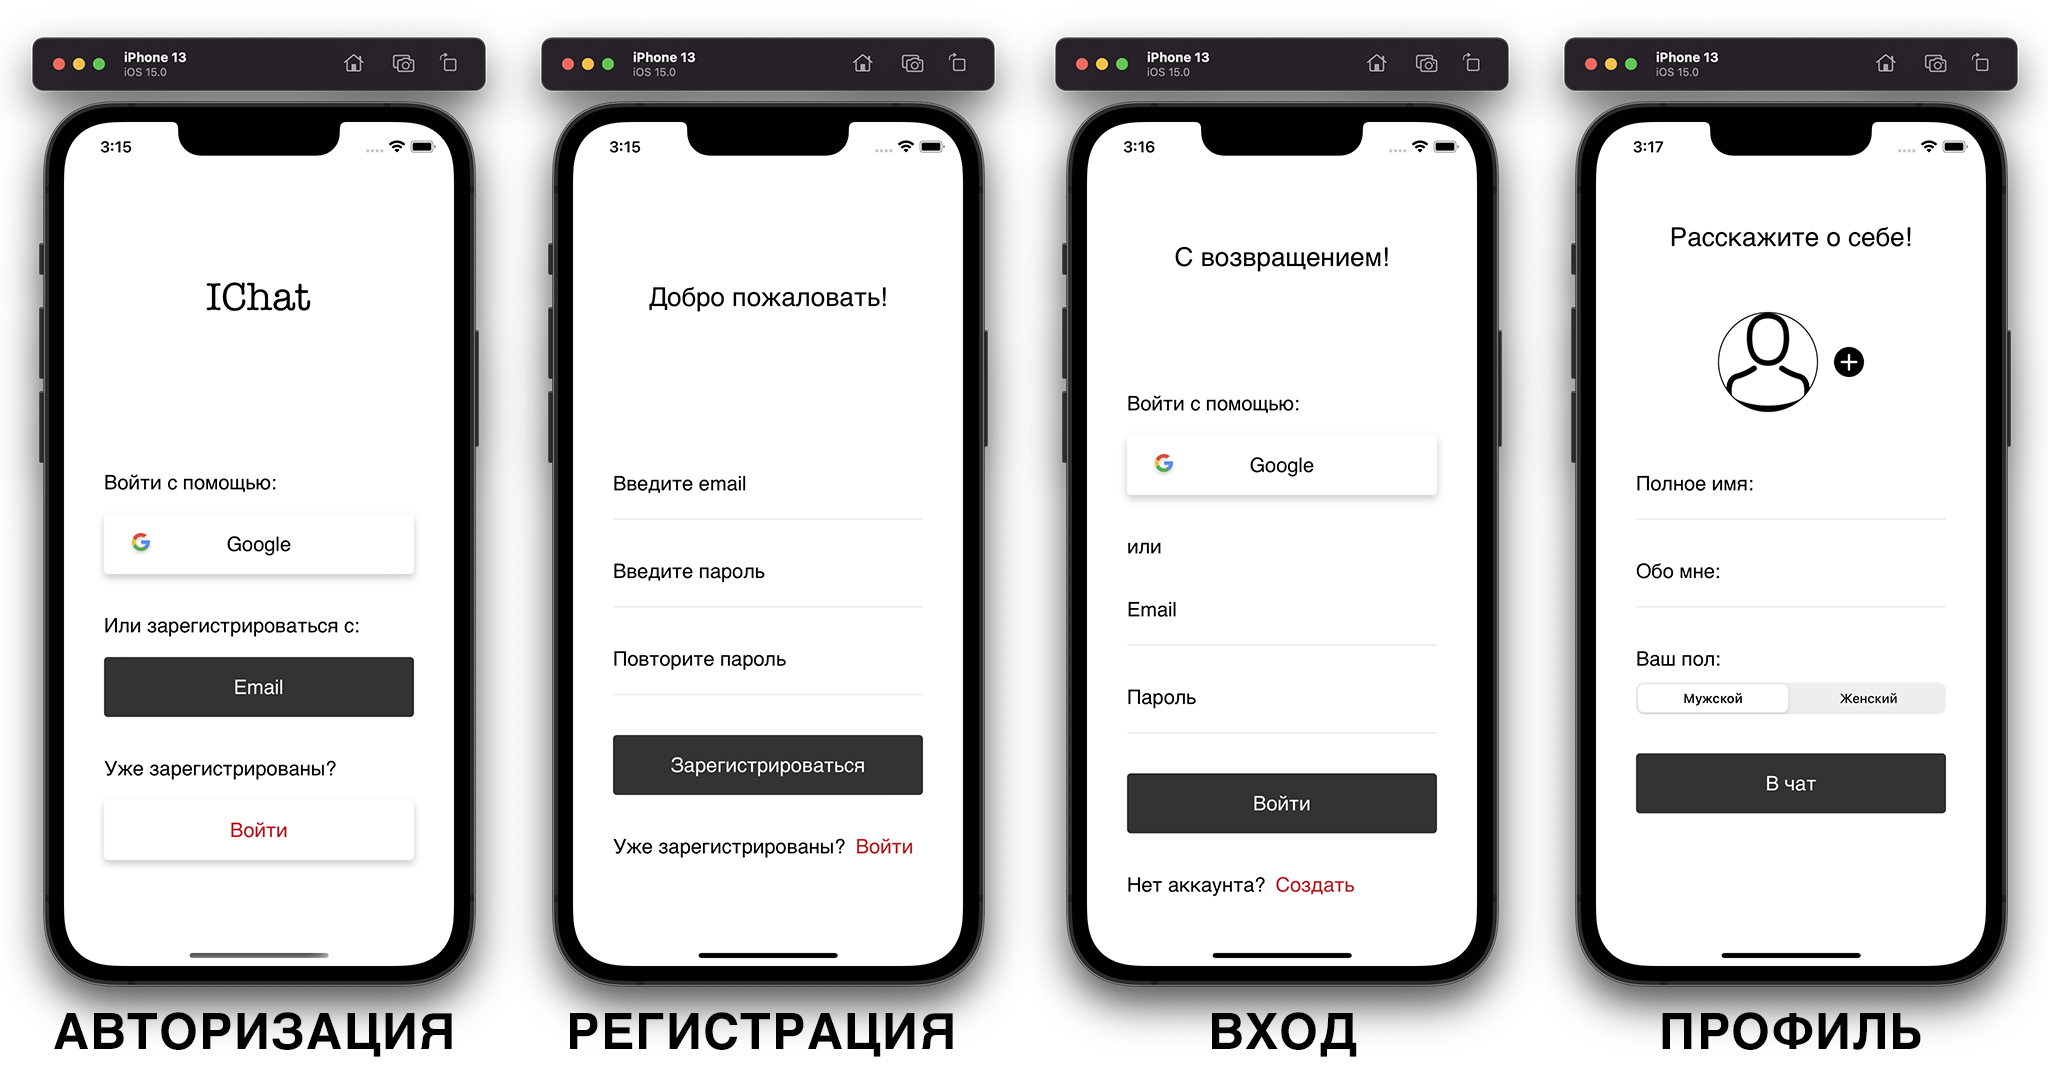 iPhone 13
iOS 15.0
3:15
IChat
Войти с помощью:
Google
Или зарегистрироваться с:
Email
Уже зарегистрированы?
Войти
АВТОРИЗАЦИЯ
iPhone 13
iOS 15.0
3:15
Добро пожаловать!
Введите email
Введите пароль
Повторите пароль
Зарегистрироваться
Уже зарегистрированы? Войти
РЕГИСТРАЦИЯ
iPhone 13
iOS 15.0
3:16
С возвращением!
Войти с помощью:
Google
или
Email
Пароль
Войти
Нет аккаунта? Создать
ВХОД
iPhone 13
iOS 15.0
3:17
Расскажите о себе!
Полное имя:
Обо мне:
Ваш пол:
Мужской Женский
В чат
ПРОФИЛЬ